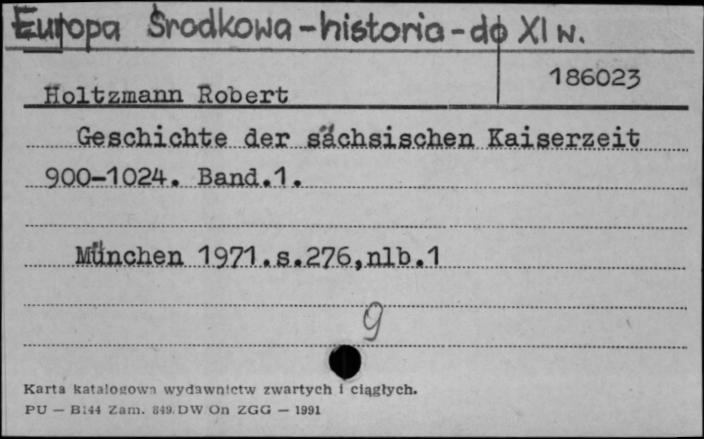 Europa Środkowa-historia-do XI w.
186023
Holtzmann Robert
Geschichte der sächsischen Kaiserzeit
900-1024. Band.1.
München 1971.s.276,nlb.1
9
Karta katalogowa wydawnictw zwartych i ciągłych.
PU — B144 Zam. 849. DW On ZGG — 1991